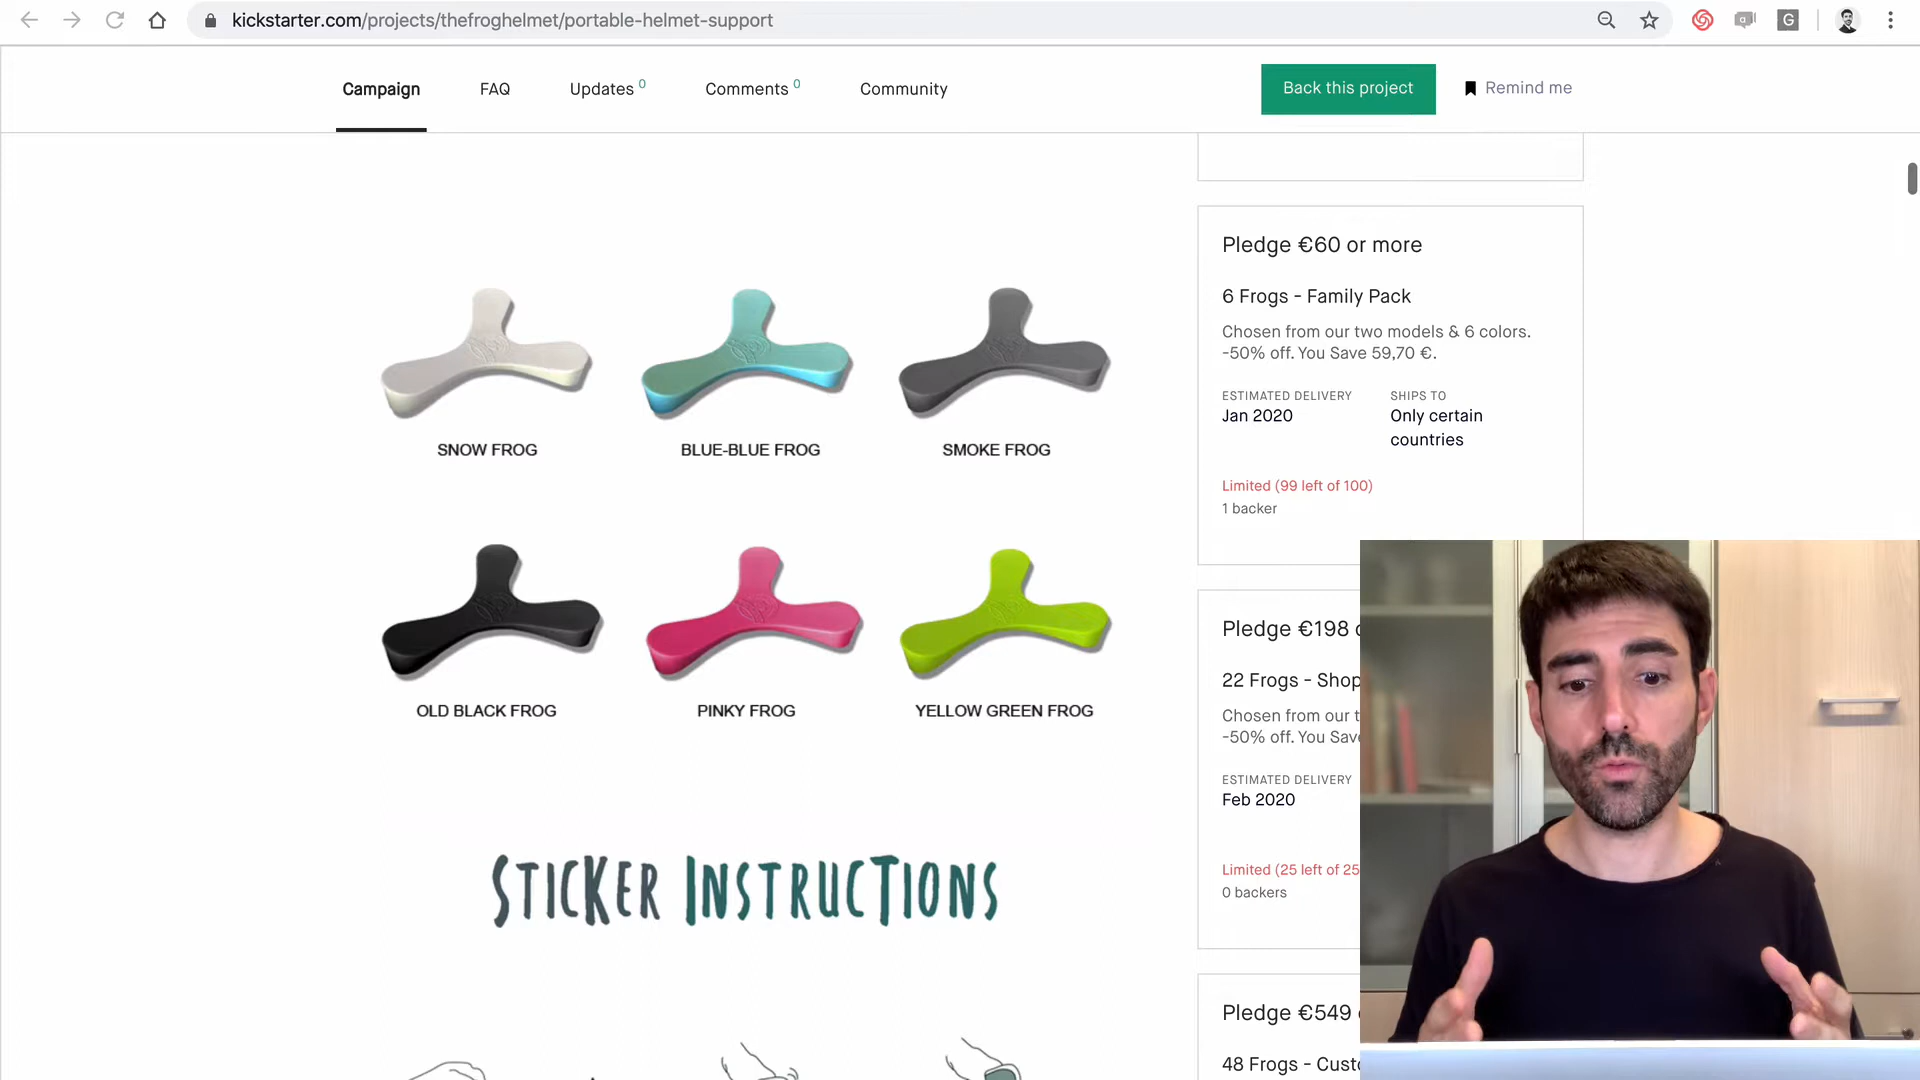 kickstarter.com/projects/thefroghelmet/portable-helmet-support
Campaign
FAQ
Updates 0
Comments 0
Community
Back this project
Remind me
SNOW FROG
BLUE-BLUE FROG
SMOKE FROG
OLD BLACK FROG
PINKY FROG
YELLOW GREEN FROG
STICKER INSTRUCTIONS
Pledge €60 or more
6 Frogs - Family Pack
Chosen from our two models & 6 colors.
-50% off. You Save 59,70 €.
ESTIMATED DELIVERY
Jan 2020
SHIPS TO
Only certain
countries
Limited (99 left of 100)
1 backer
Pledge €198
22 Frogs - Shop
Chosen from our
-50% off. You Sav
ESTIMATED DELIVERY
Feb 2020
Limited (25 left of 25
0 backers
Pledge €549
48 Frogs - Custo
G